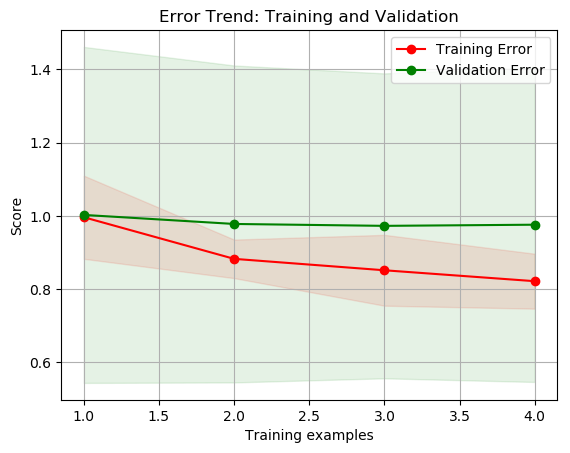 Error Trend: Training and Validation
Training Error
Validation Error
Score
1.4
1.2
1.0
0.8
0.6
1.0 1.5 2.0 2.5 3.0 3.5 4.0
Training examples